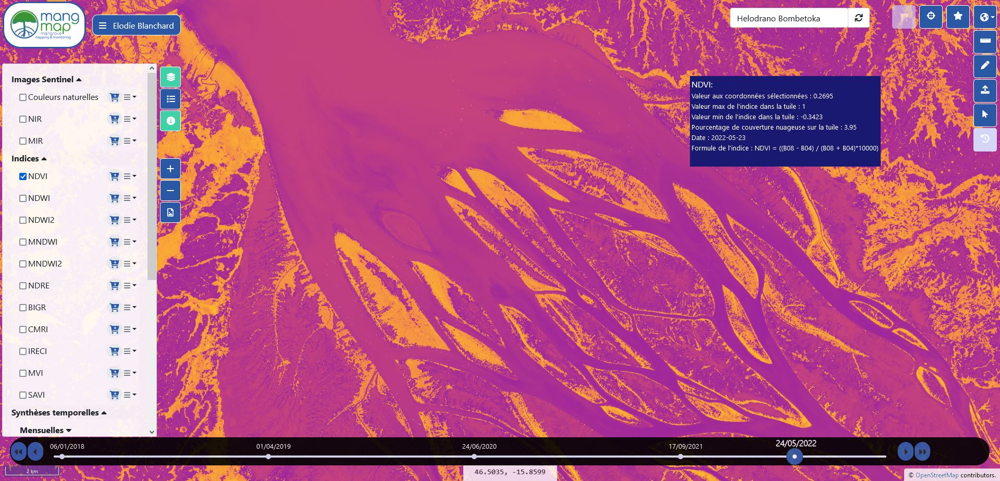 mang
map
mangrove
mapping & monitoring
Elodie Blanchard
Helodrano Bombetoka
Images Sentinel
Couleurs naturelles
NIR
MIR
Indices
NDVI
NDWI
NDWI2
MNDWI
MNDWI2
NDRE
BIGR
CMRI
IRECI
MVI
SAVI
Synthèses temporelles
Mensuelles
NDVI:
Valeur aux coordonnées sélectionnées : 0.2695
Valeur max de l'indice dans la tuile : 1
Valeur min de l'indice dans la tuile : -0.3423
Pourcentage de couverture nuageuse sur la tuile : 3.95
Date : 2022-05-23
Formule de l'indice : NDVI = ((B08 - B04) / (B08 + B04)*10000)
06/01/2018
01/04/2019
24/06/2020
17/09/2021
24/05/2022
2 km
46.5035, -15.8599
© OpenStreetMap contributors.